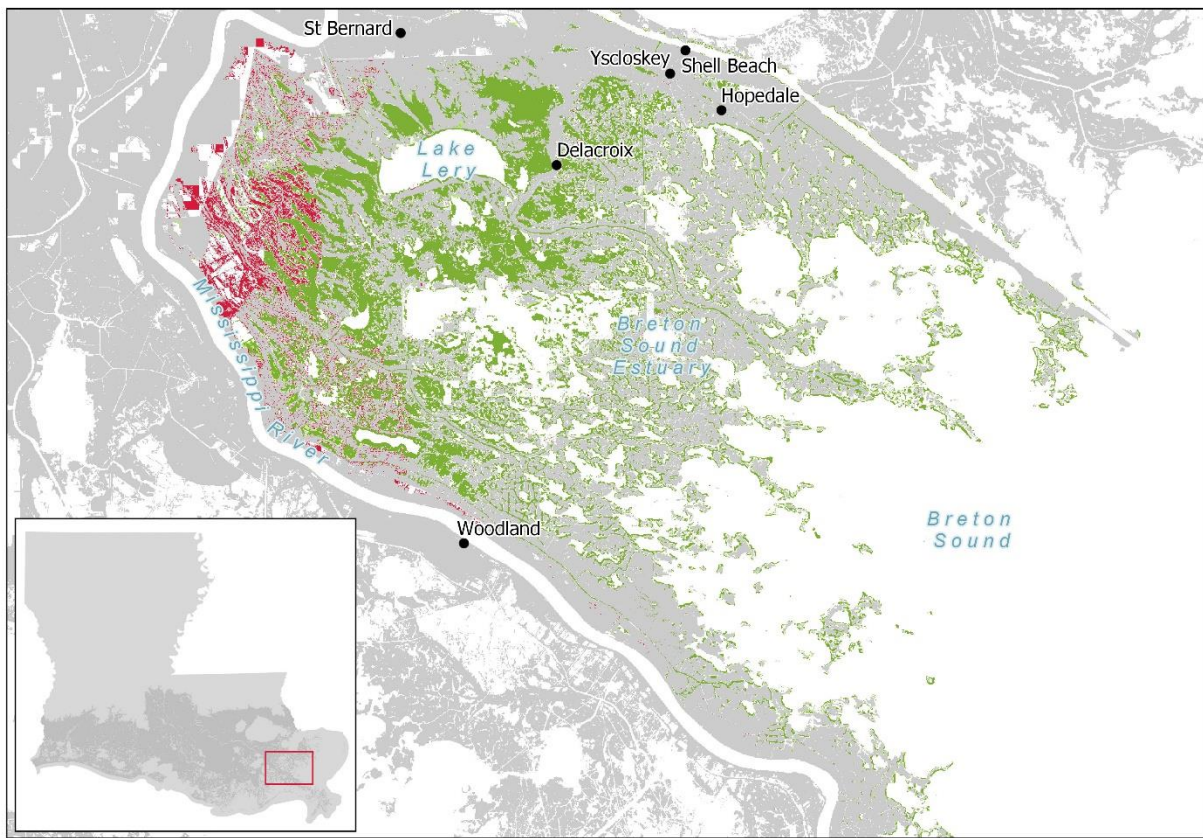 St Bernard
Yscloskey
Shell Beach
Hopedale
Lake
Lery
Delacroix
Mississippi River
Breton
Sound
Estuary
Breton
Sound
Woodland